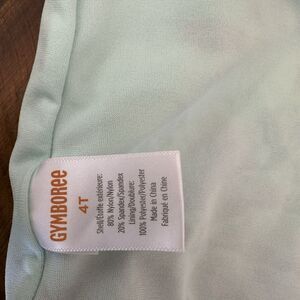 GYMBOREE
4T
Shell/Étoffe extérieure:
80% Nylon/Nylon
20% Spandex/Spandex
Lining/Doublure:
100% Polyester/Polyester
Made in China
Fabriqué en Chine